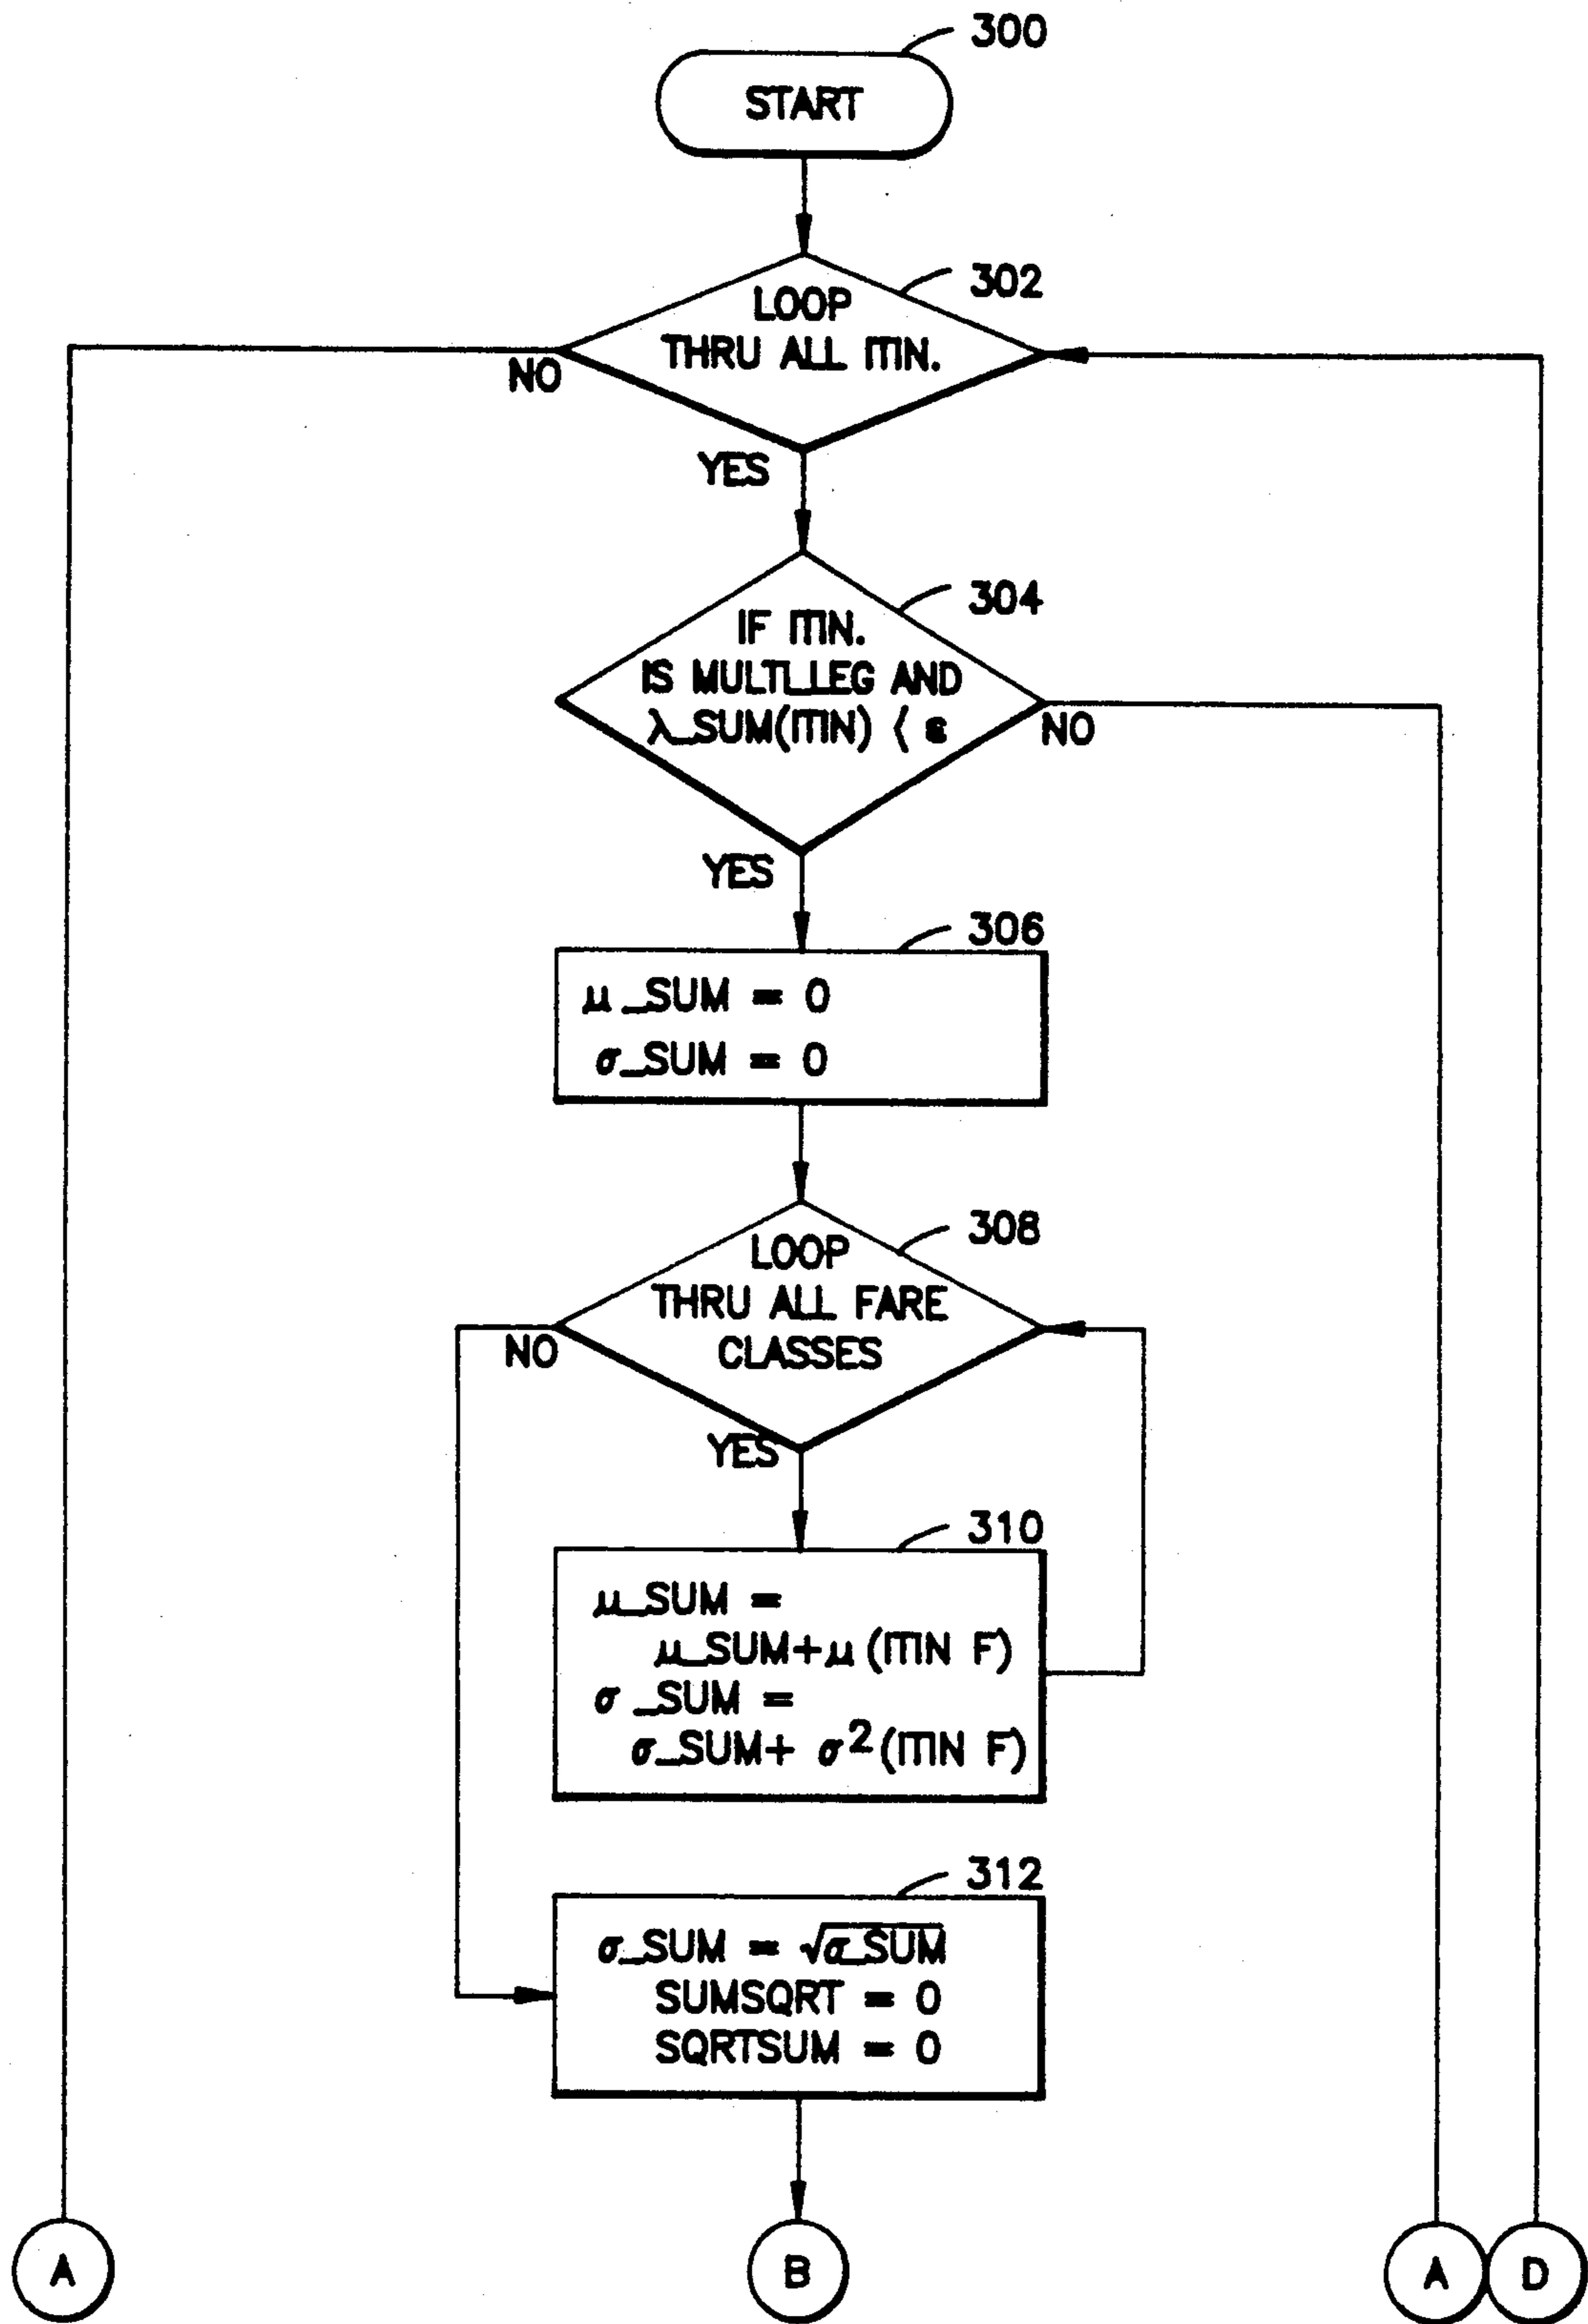 300
START
302
LOOP
THRU ALL ITIN.
NO
YES
304
IF ITIN.
IS MULTI_LEG AND
λ_SUM(ITIN) < ε
NO
YES
306
μ_SUM = 0
σ_SUM = 0
308
LOOP
THRU ALL FARE
CLASSES
NO
YES
310
μ_SUM =
μ_SUM+μ(ITIN F)
σ_SUM =
σ_SUM+ σ²(ITIN F)
312
σ_SUM = √σ_SUM
SUMSQRT = 0
SQRTSUM = 0
A
B
A
D